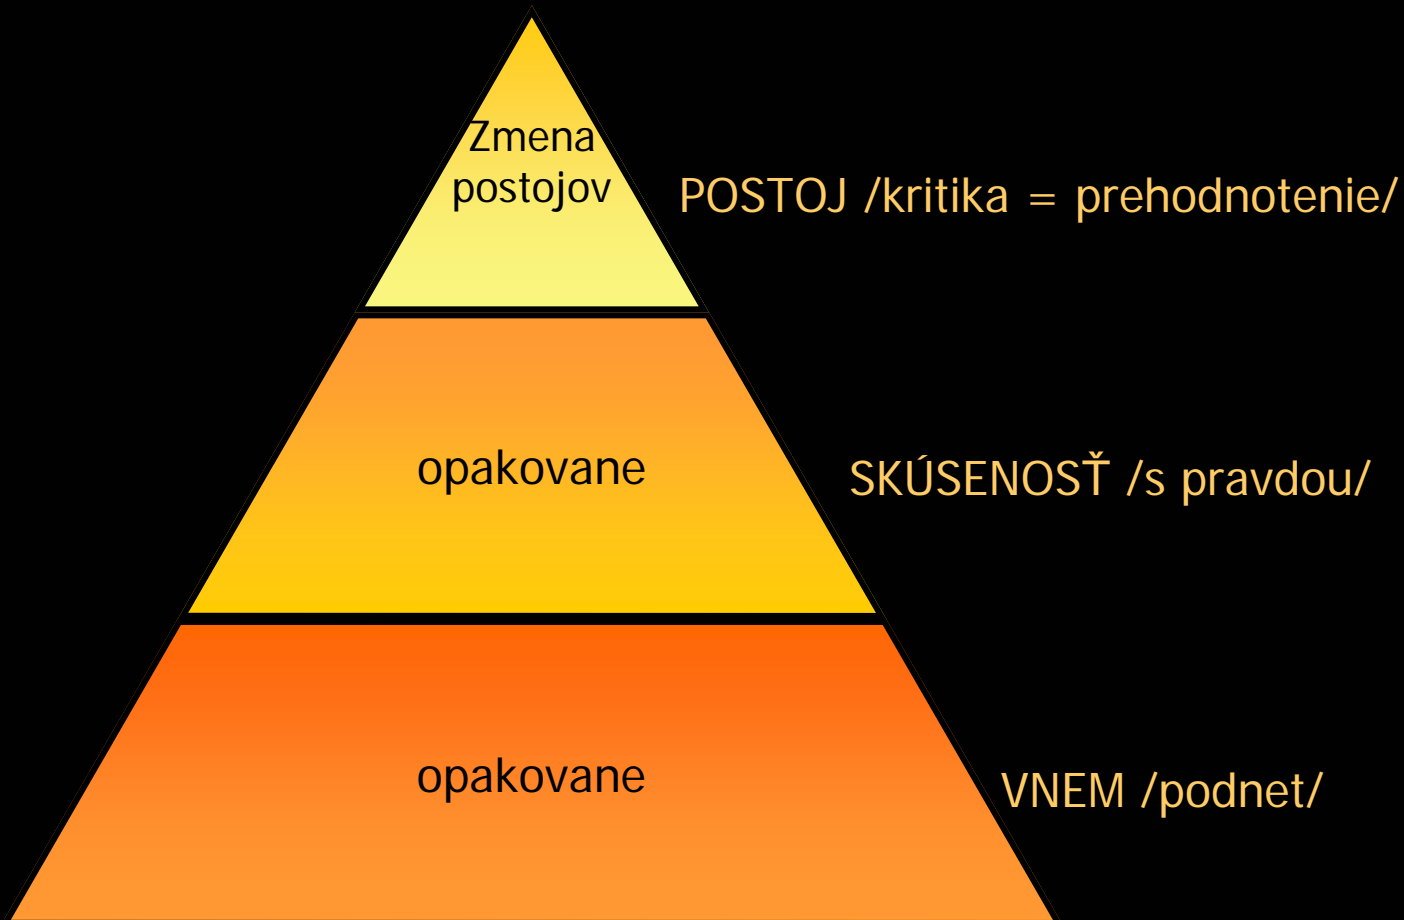 Zmena
postojov
POSTOJ /kritika = prehodnotenie/
opakovane
SKÚSENOSŤ /s pravdou/
opakovane
VNEM /podnet/